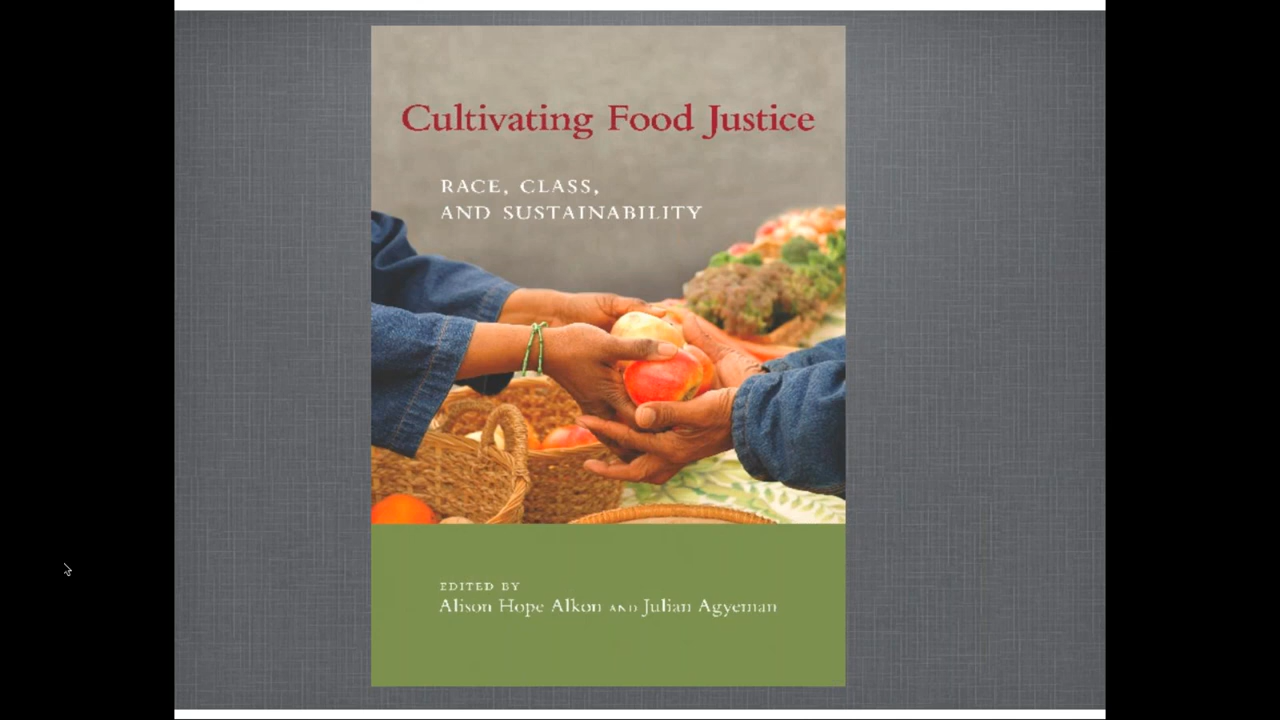 Cultivating Food Justice
RACE, CLASS,
AND SUSTAINABILITY
EDITED BY
Alison Hope Alkon AND Julian Agyeman